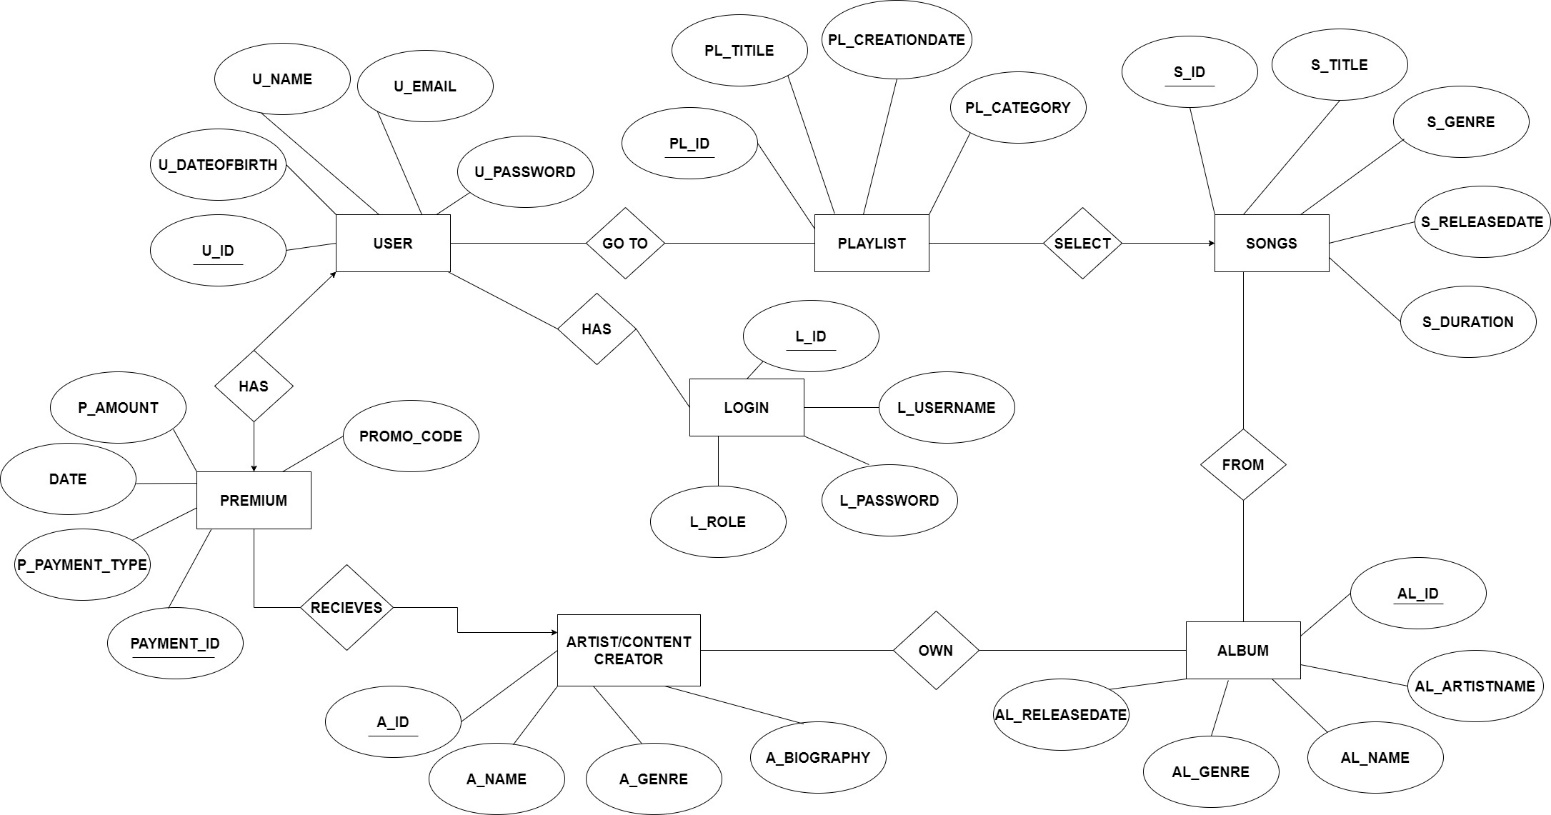 PL_CREATIONDATE
PL_TITILE
S_TITLE
S_ID
U_NAME
U_EMAIL
PL_CATEGORY
S_GENRE
PL_ID
U_DATEOFBIRTH
U_PASSWORD
S_RELEASEDATE
U_ID
USER
GO TO
PLAYLIST
SELECT
SONGS
S_DURATION
HAS
L_ID
HAS
P_AMOUNT
LOGIN
L_USERNAME
PROMO_CODE
FROM
DATE
PREMIUM
L_PASSWORD
L_ROLE
P_PAYMENT_TYPE
AL_ID
RECIEVES
PAYMENT_ID
ARTIST/CONTENT
CREATOR
OWN
ALBUM
AL_ARTISTNAME
AL_RELEASEDATE
A_ID
A_BIOGRAPHY
AL_NAME
AL_GENRE
A_NAME
A_GENRE